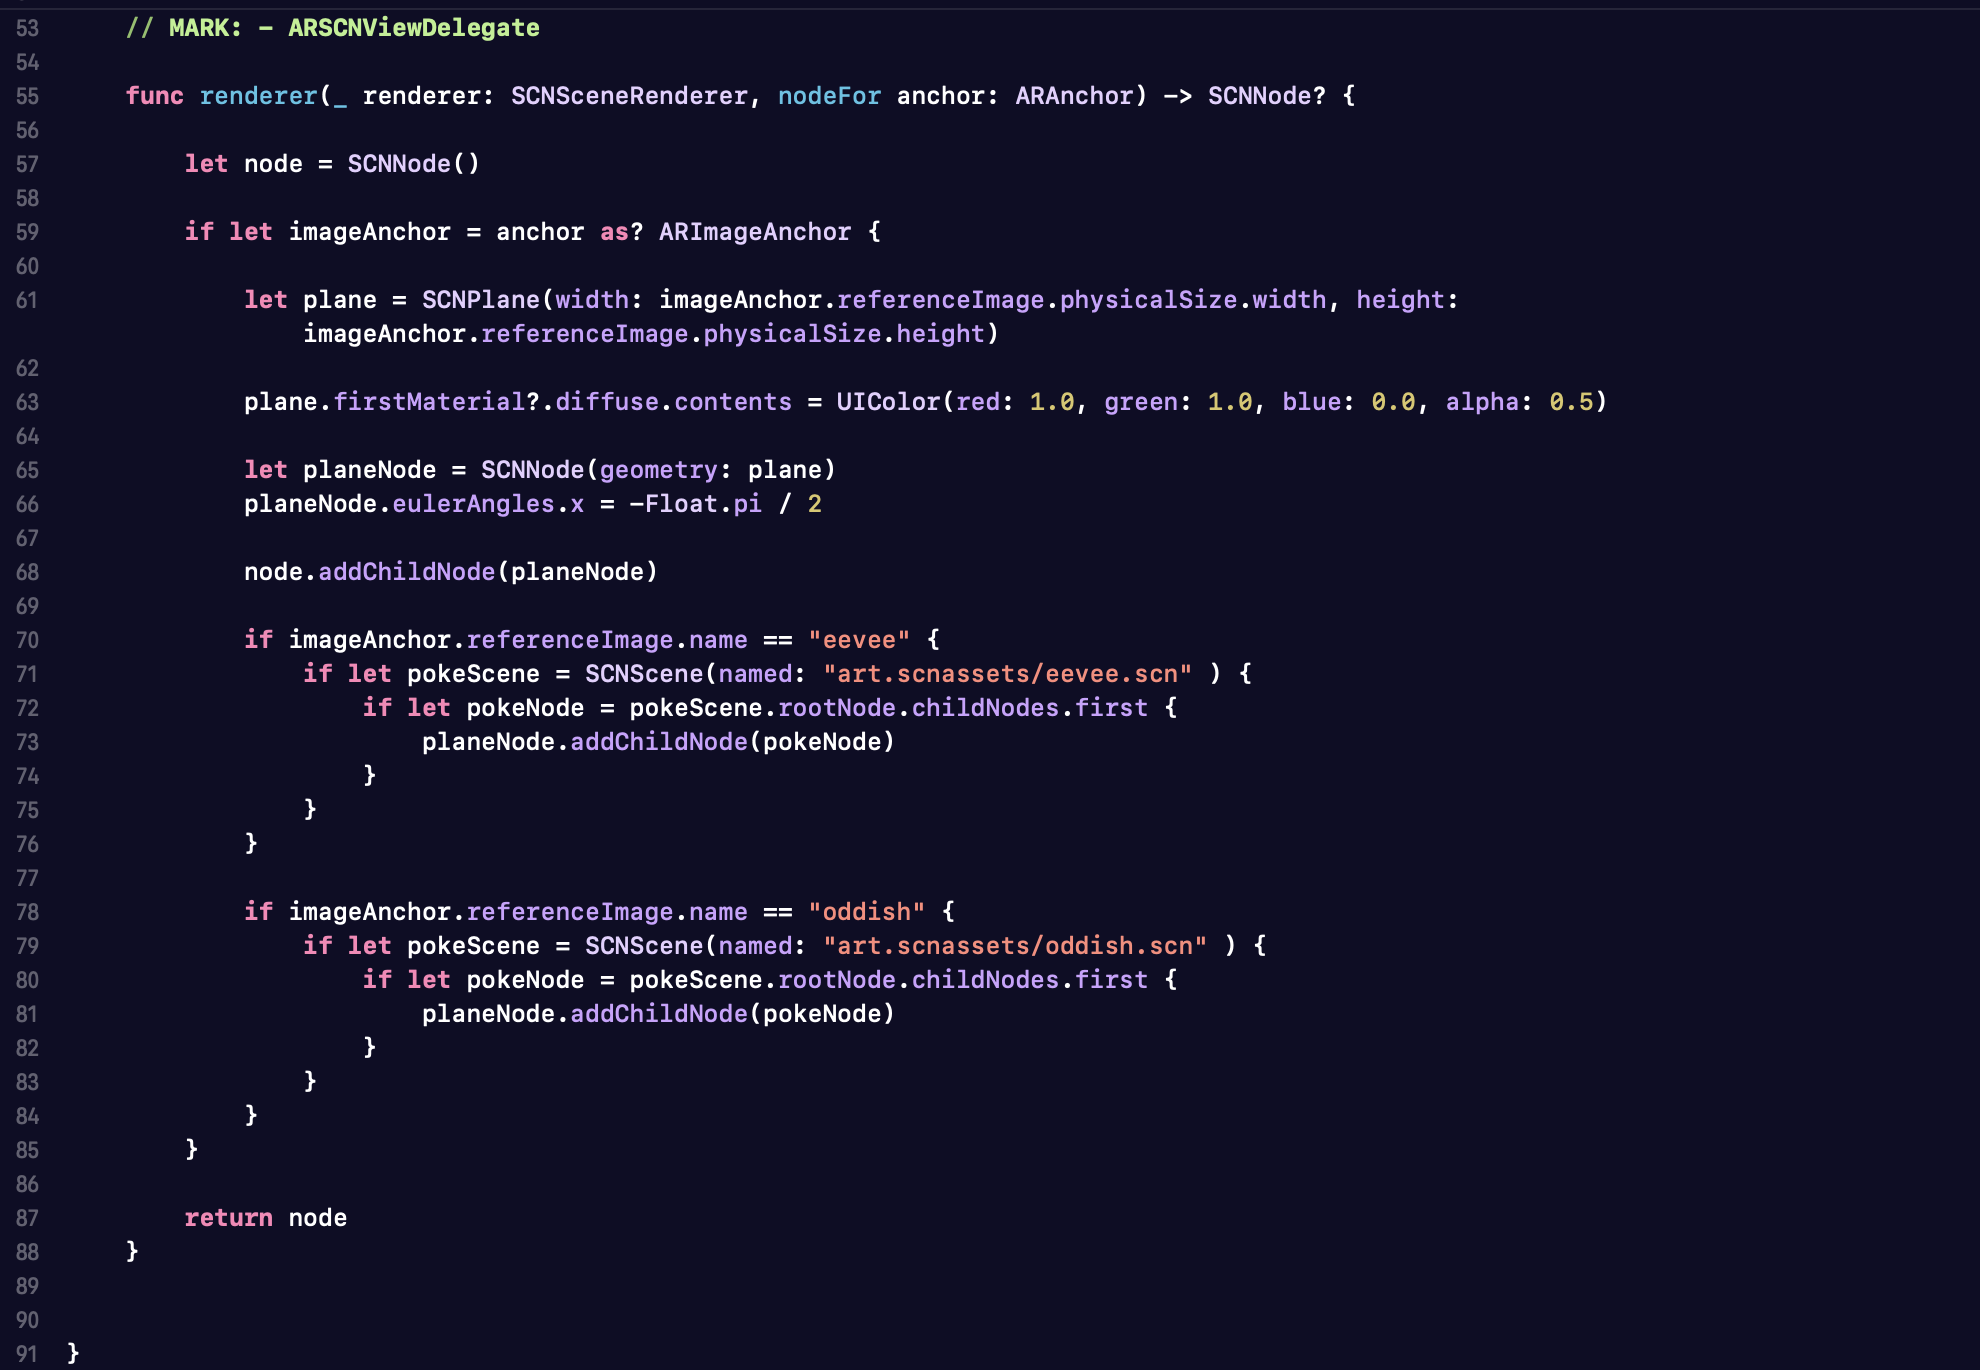 53 // MARK: - ARSCNViewDelegate
54
55 func renderer(_ renderer: SCNSceneRenderer, nodeFor anchor: ARAnchor) -> SCNNode? {
56
57 let node = SCNNode()
58
59 if let imageAnchor = anchor as? ARImageAnchor {
60
61 let plane = SCNPlane(width: imageAnchor.referenceImage.physicalSize.width, height:
imageAnchor.referenceImage.physicalSize.height)
62
63 plane.firstMaterial?.diffuse.contents = UIColor(red: 1.0, green: 1.0, blue: 0.0, alpha: 0.5)
64
65 let planeNode = SCNNode(geometry: plane)
66 planeNode.eulerAngles.x = -Float.pi / 2
67
68 node.addChildNode(planeNode)
69
70 if imageAnchor.referenceImage.name == "eevee" {
71 if let pokeScene = SCNScene(named: "art.scnassets/eevee.scn" ) {
72 if let pokeNode = pokeScene.rootNode.childNodes.first {
73 planeNode.addChildNode(pokeNode)
74 }
75 }
76 }
77
78 if imageAnchor.referenceImage.name == "oddish" {
79 if let pokeScene = SCNScene(named: "art.scnassets/oddish.scn" ) {
80 if let pokeNode = pokeScene.rootNode.childNodes.first {
81 planeNode.addChildNode(pokeNode)
82 }
83 }
84 }
85 }
86
87 return node
88 }
89
90
91 }